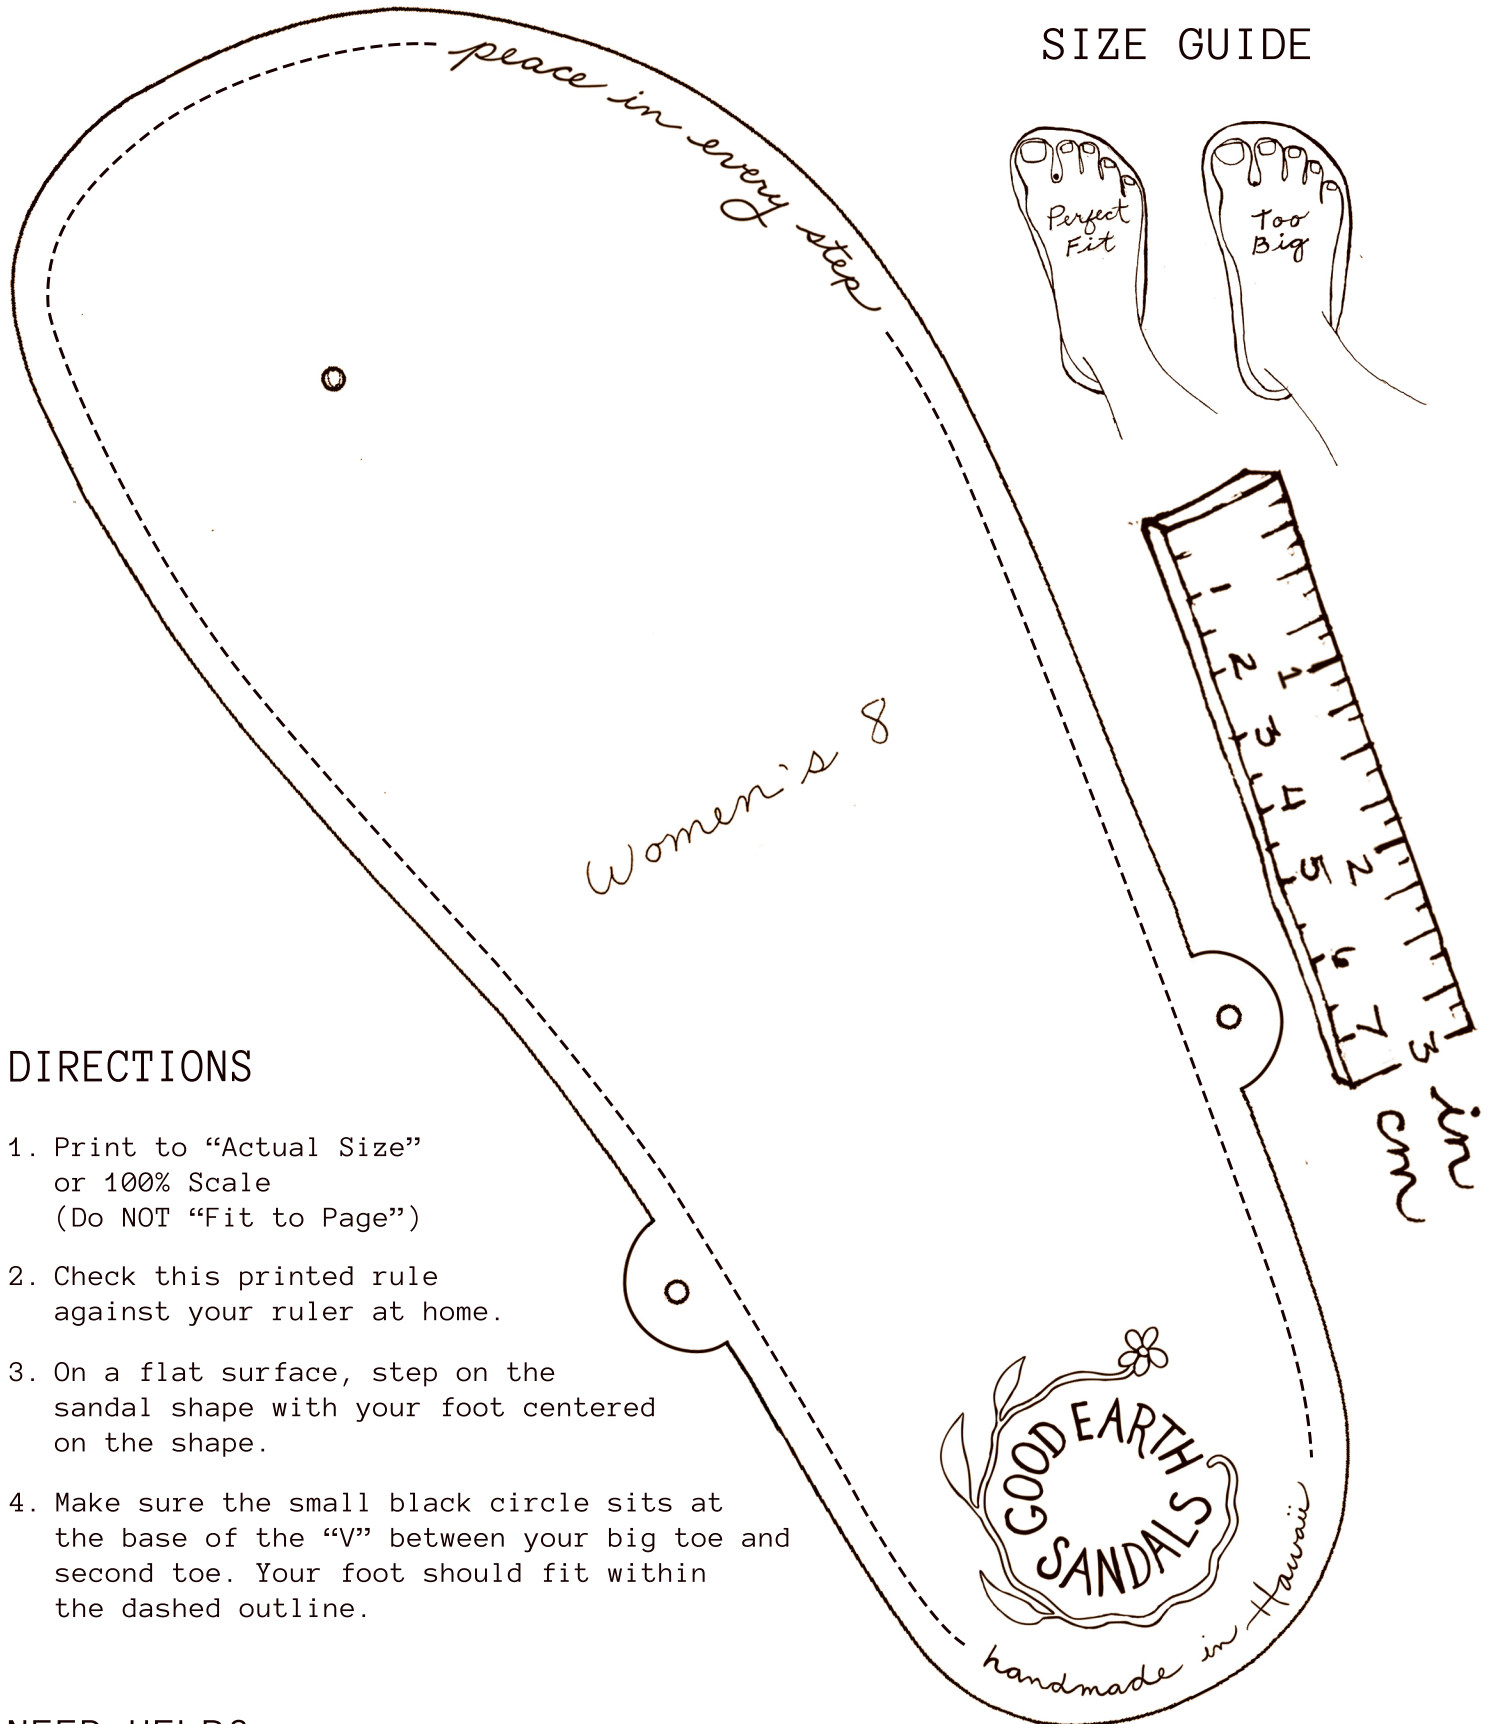 peace in every step
SIZE GUIDE
Perfect
Fit
Too
Big
1
2
3
4
5
6
7
cm
1
2
3
in
Women's 8
DIRECTIONS
1. Print to “Actual Size”
or 100% Scale
(Do NOT “Fit to Page”)
2. Check this printed rule
against your ruler at home.
3. On a flat surface, step on the
sandal shape with your foot centered
on the shape.
4. Make sure the small black circle sits at
the base of the “V” between your big toe and
second toe. Your foot should fit within
the dashed outline.
GOOD EARTH
SANDALS
handmade in Hawaii
NEED HELP?